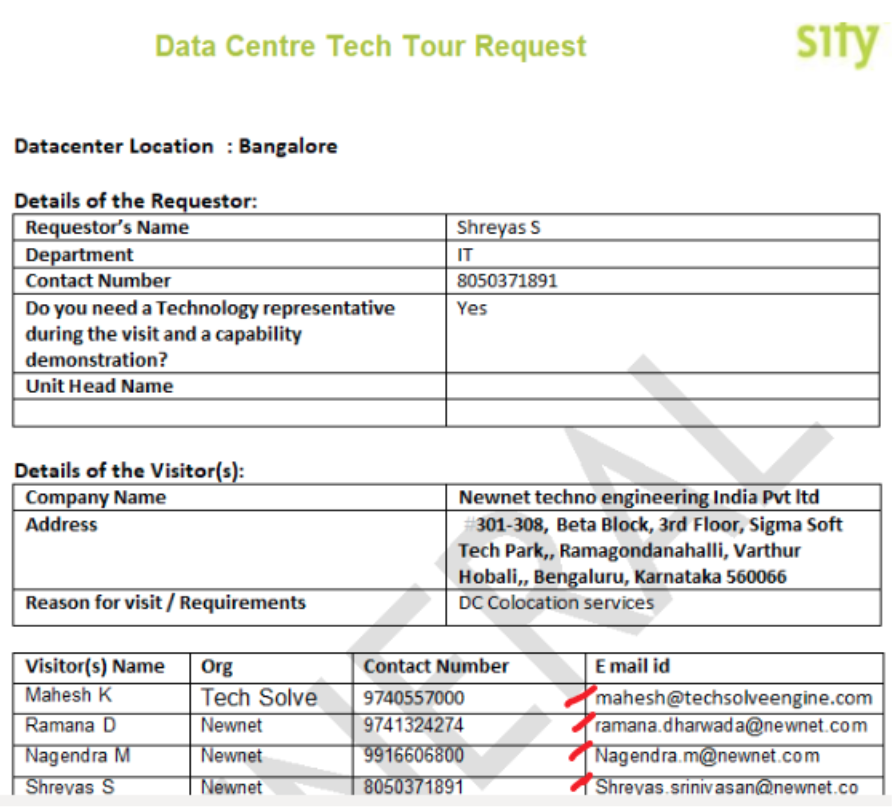 Data Centre Tech Tour Request
sify
Datacenter Location : Bangalore
Details of the Requestor:
Requestor's Name Shreyas S
Department IT
Contact Number 8050371891
Do you need a Technology representative Yes
during the visit and a capability
demonstration?
Unit Head Name
Details of the Visitor(s):
Company Name Newnet techno engineering India Pvt ltd
Address #301-308, Beta Block, 3rd Floor, Sigma Soft
Tech Park,, Ramagondanahalli, Varthur
Hobali,, Bengaluru, Karnataka 560066
Reason for visit / Requirements DC Colocation services
Visitor(s) Name Org Contact Number E mail id
Mahesh K Tech Solve 9740557000 mahesh@techsolveengine.com
Ramana D Newnet 9741324274 ramana.dharwada@newnet.com
Nagendra M Newnet 9916606800 Nagendra.m@newnet.com
Shreyas S Newnet 8050371891 Shreyas.srinivasan@newnet.co
NERAL